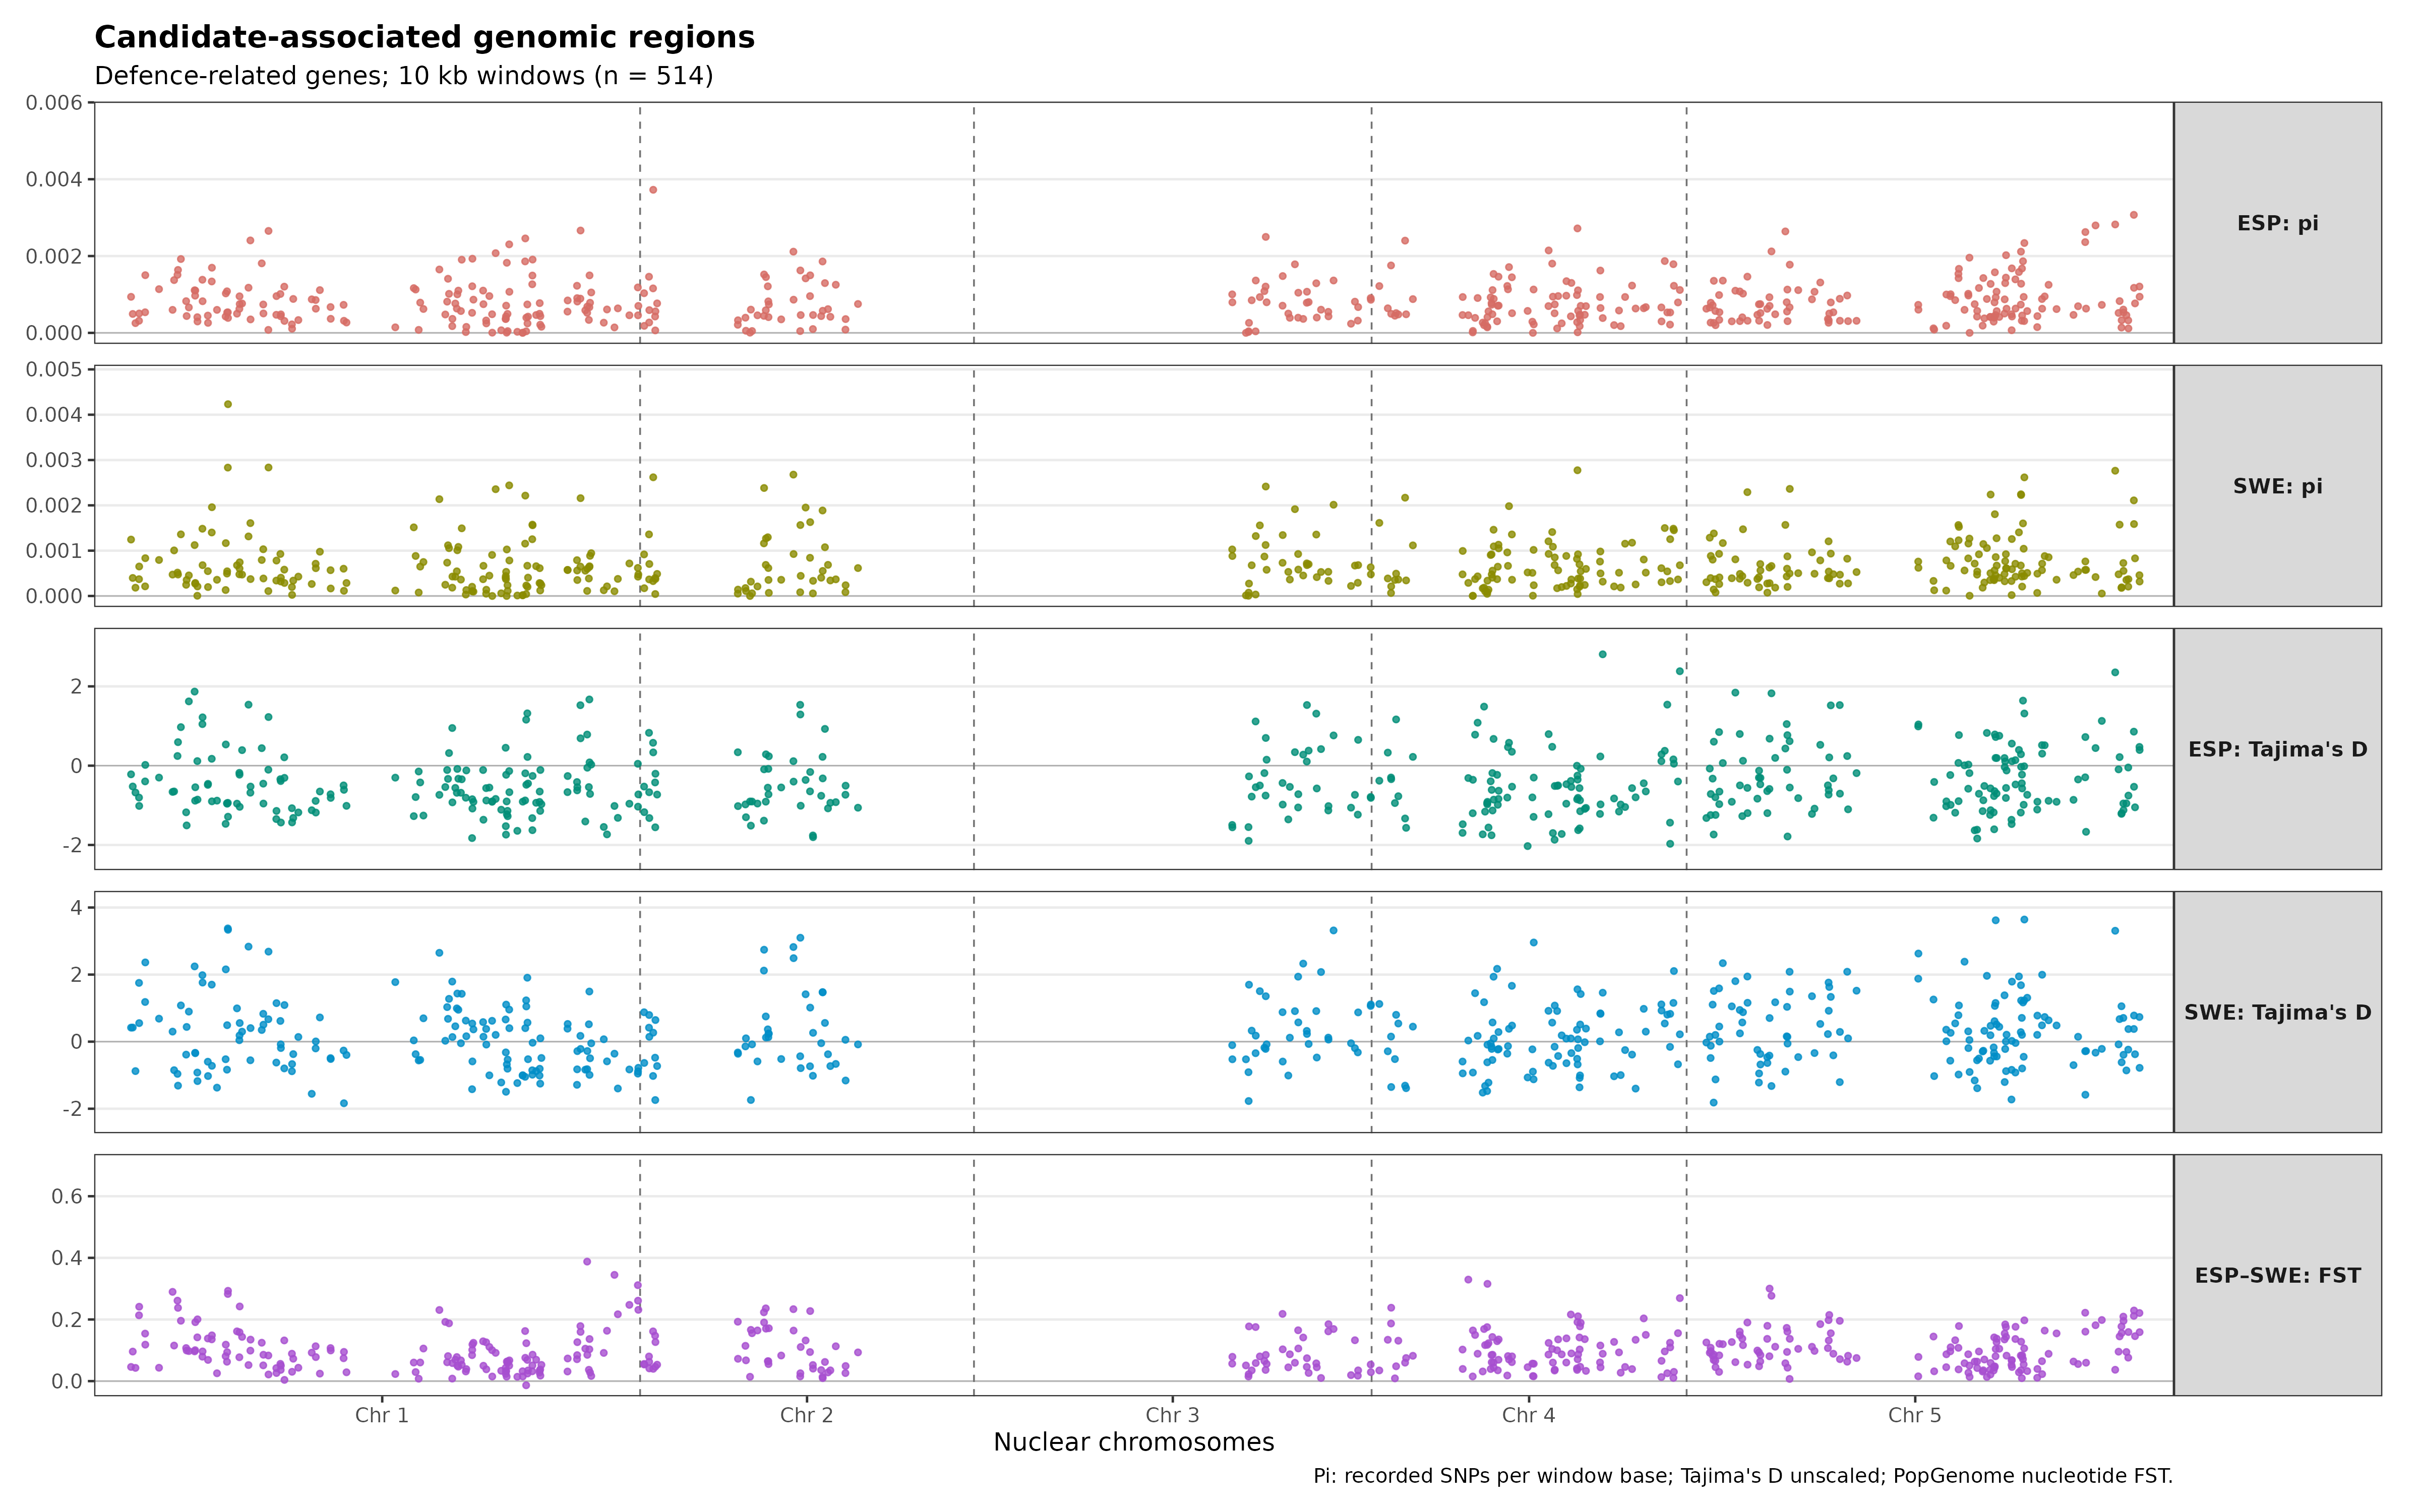 Candidate-associated genomic regions
Defence-related genes; 10 kb windows (n = 514)
0.006
0.004
0.002
0.000
ESP: pi
0.005
0.004
0.003
0.002
0.001
0.000
SWE: pi
2
0
-2
ESP: Tajima's D
4
2
0
-2
SWE: Tajima's D
0.6
0.4
0.2
0.0
ESP–SWE: FST
Chr 1 Chr 2 Chr 3 Chr 4 Chr 5
Nuclear chromosomes
Pi: recorded SNPs per window base; Tajima's D unscaled; PopGenome nucleotide FST.